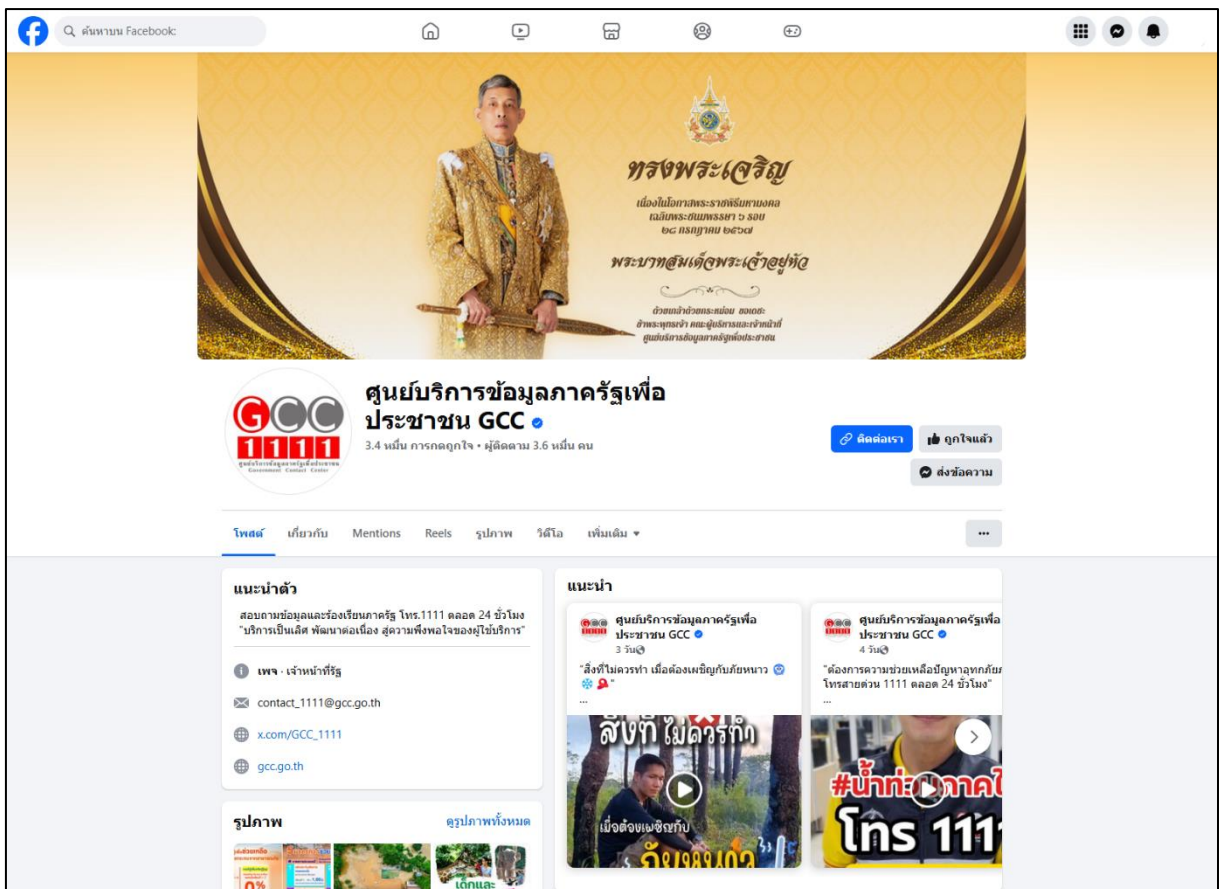 ค้นหาบน Facebook:
ทรงพระเจริญ
เนื่องในโอกาสพระราชพิธีมหามงคล
เฉลิมพระชนมพรรษา ๖ รอบ
๒๘ กรกฎาคม ๒๕๖๗
พระบาทสมเด็จพระเจ้าอยู่หัว
ด้วยเกล้าด้วยกระหม่อม ขอเดชะ
ข้าพระพุทธเจ้า คณะผู้บริหารและเจ้าหน้าที่
ศูนย์บริการข้อมูลภาครัฐเพื่อประชาชน
GCC
1111
ศูนย์บริการข้อมูลภาครัฐเพื่อประชาชน
Government Contact Center
ศูนย์บริการข้อมูลภาครัฐเพื่อ
ประชาชน GCC
3.4 หมื่น การกดถูกใจ • ผู้ติดตาม 3.6 หมื่น คน
ติดต่อเรา
ถูกใจแล้ว
ส่งข้อความ
โพสต์ เกี่ยวกับ Mentions Reels รูปภาพ วิดีโอ เพิ่มเติม
แนะนำตัว
สอบถามข้อมูลและร้องเรียนภาครัฐ โทร.1111 ตลอด 24 ชั่วโมง
"บริการเป็นเลิศ พัฒนาต่อเนื่อง สู่ความพึงพอใจของผู้ใช้บริการ"
เพจ · เจ้าหน้าที่รัฐ
contact_1111@gcc.go.th
x.com/GCC_1111
gcc.go.th
รูปภาพ ดูรูปภาพทั้งหมด
0%
เด็กและ
แนะนำ
ศูนย์บริการข้อมูลภาครัฐเพื่อ
ประชาชน GCC
3 วัน
"สิ่งที่ไม่ควรทำ เมื่อต้องเผชิญกับภัยหนาว
"
...
สิ่งที่ไม่ควรทำ
เมื่อต้องเผชิญกับ
ภัยหนาว
ศูนย์บริการข้อมูลภาครัฐเพื่อ
ประชาชน GCC
4 วัน
"ต้องการความช่วยเหลือปัญหาอุทกภัยภ
โทรสายด่วน 1111 ตลอด 24 ชั่วโมง"
...
#น้ำท่วมภาคใ
โทร 1111